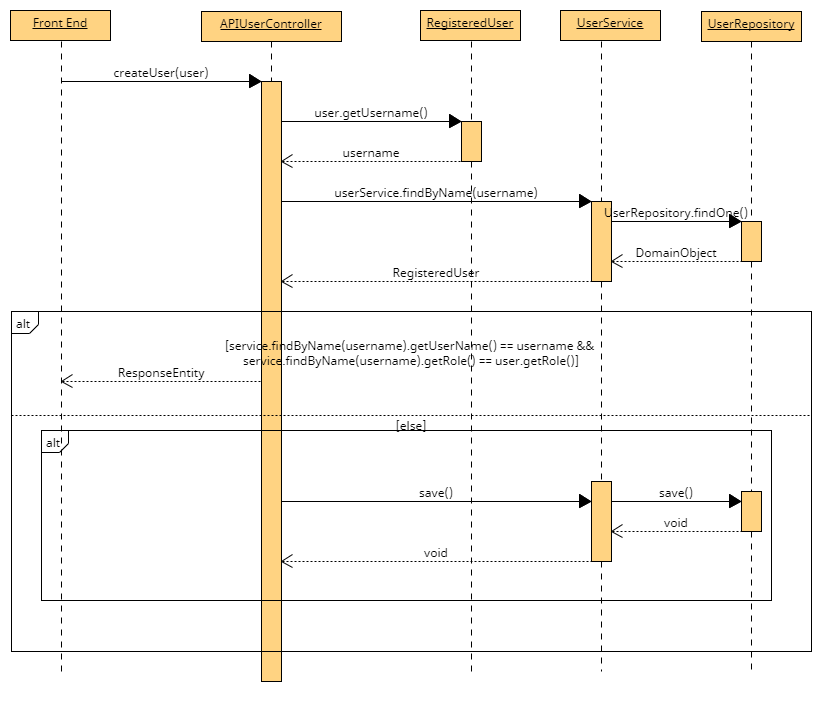 Front End
APIUserController
RegisteredUser
UserService
UserRepository
createUser(user)
user.getUsername()
username
userService.findByName(username)
UserRepository.findOne()
DomainObject
RegisteredUser
alt
[service.findByName(username).getUserName() == username &&
service.findByName(username).getRole() == user.getRole()]
ResponseEntity
[else]
alt
save()
save()
void
void